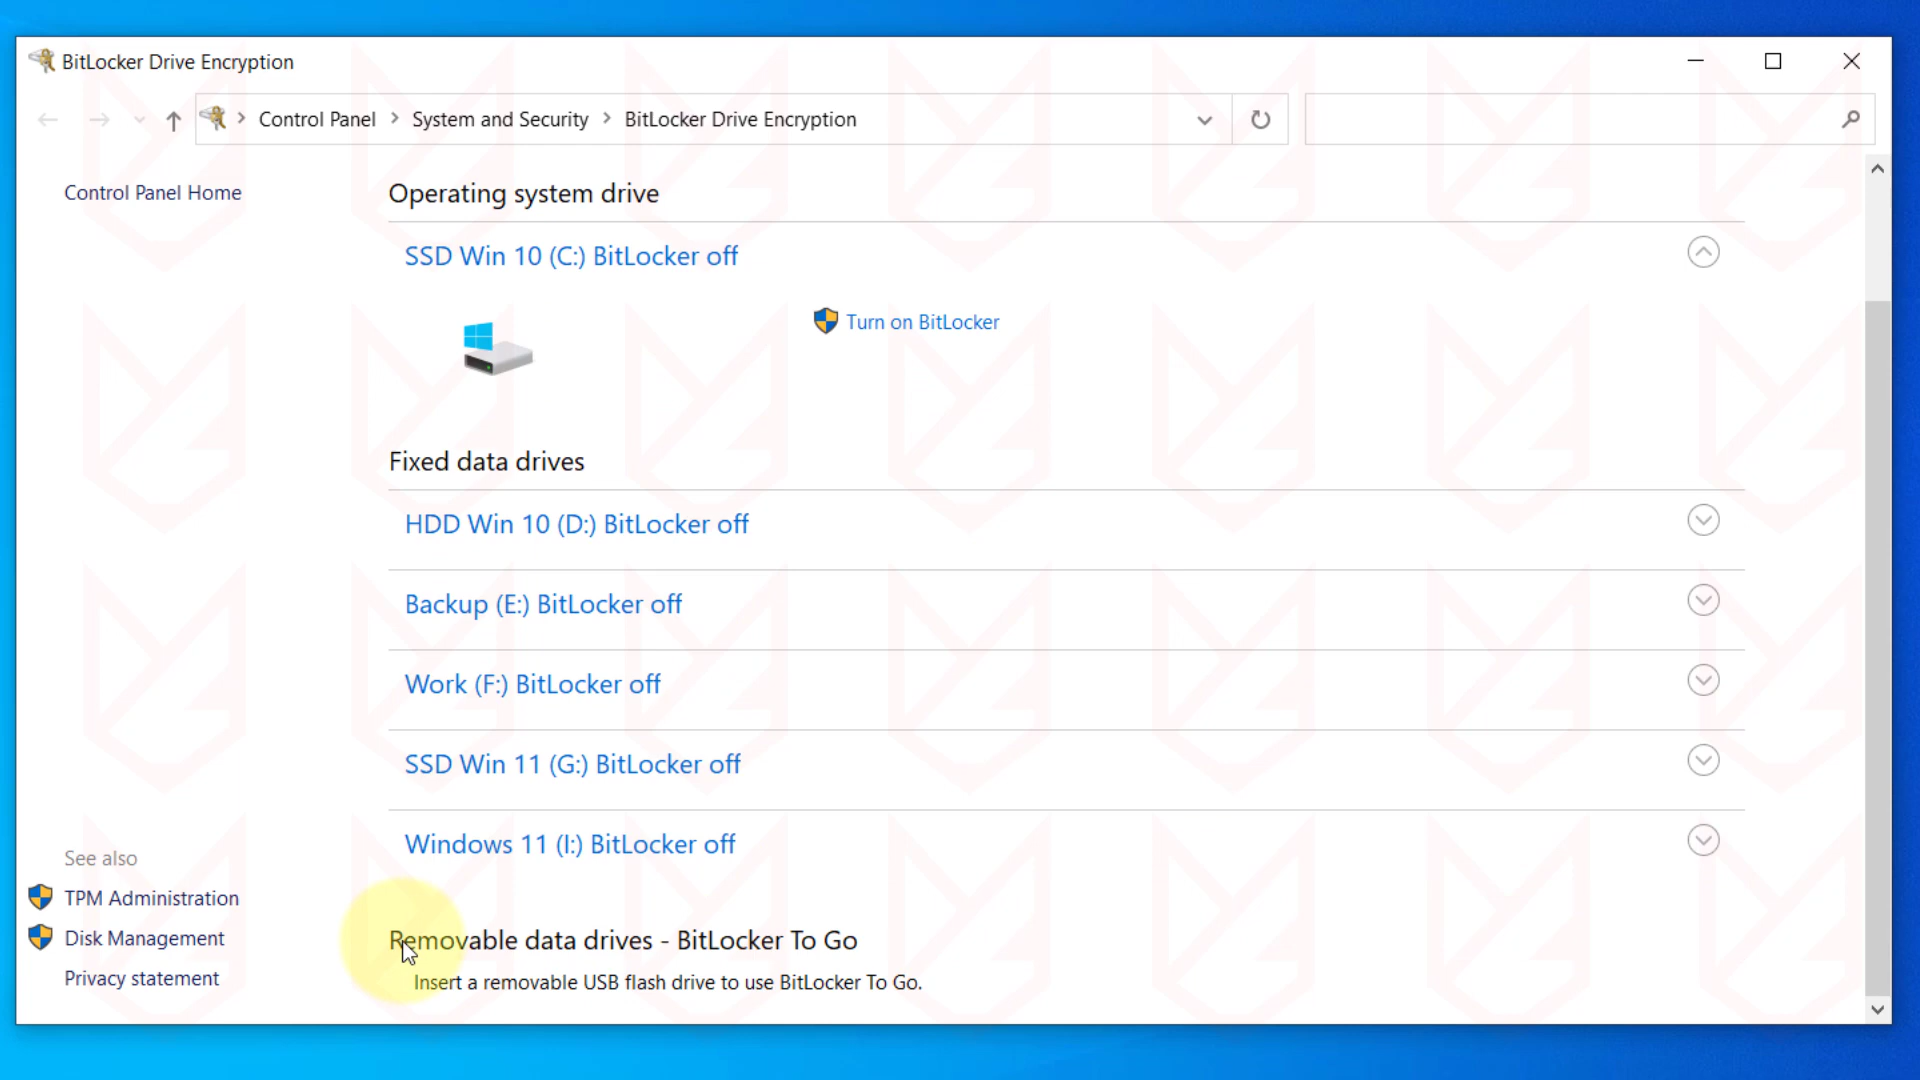 BitLocker Drive Encryption
Control Panel > System and Security > BitLocker Drive Encryption
Control Panel Home
Operating system drive
SSD Win 10 (C:) BitLocker off
Turn on BitLocker
Fixed data drives
HDD Win 10 (D:) BitLocker off
Backup (E:) BitLocker off
Work (F:) BitLocker off
SSD Win 11 (G:) BitLocker off
Windows 11 (I:) BitLocker off
See also
TPM Administration
Disk Management
Privacy statement
Removable data drives - BitLocker To Go
Insert a removable USB flash drive to use BitLocker To Go.